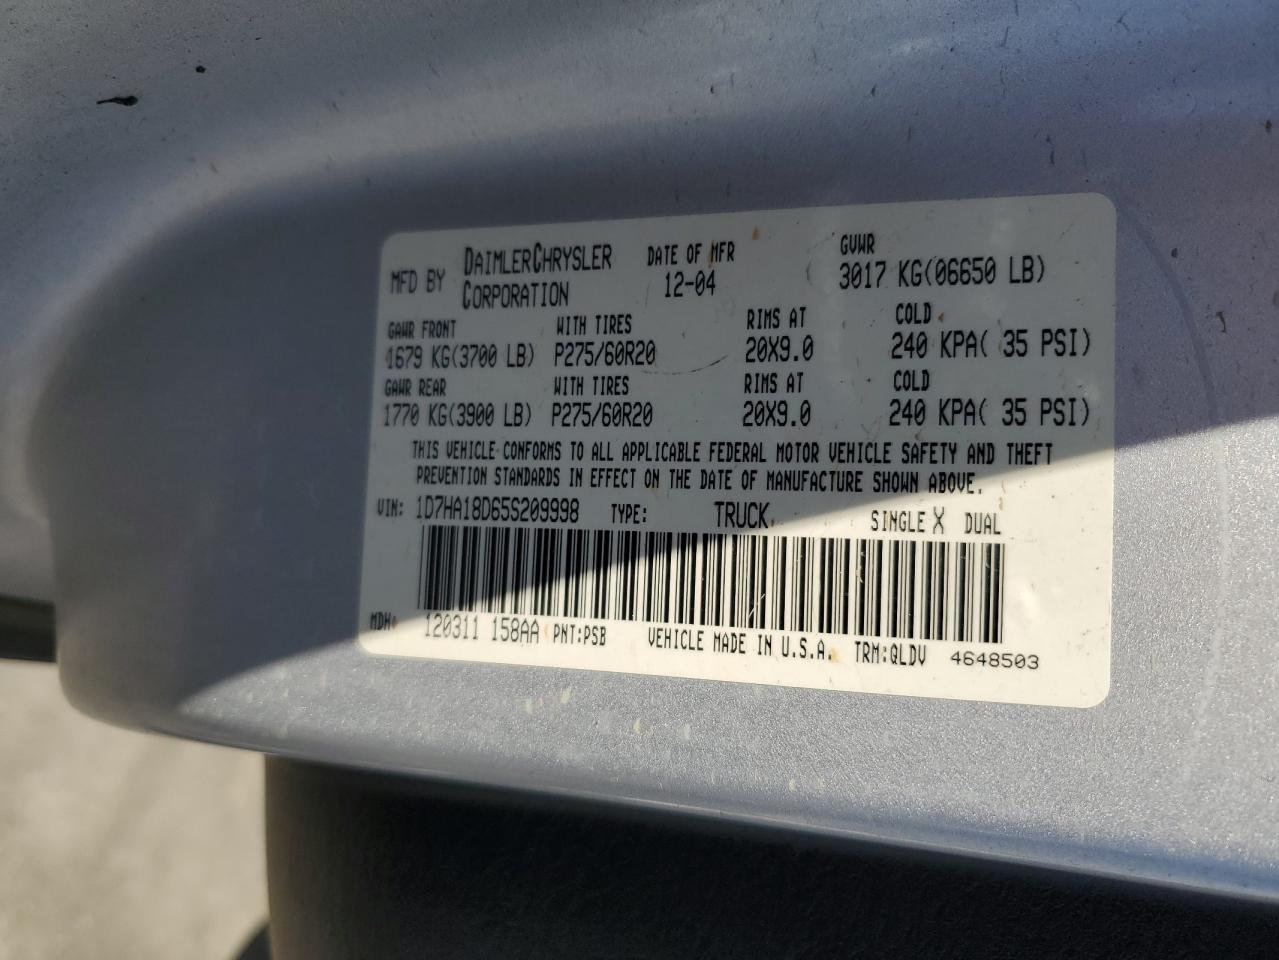 MFD BY DAIMLERCHRYSLER CORPORATION DATE OF MFR 12-04 GVWR 3017 KG(06650 LB)
GAWR FRONT WITH TIRES RIMS AT COLD
1679 KG(3700 LB) P275/60R20 20X9.0 240 KPA( 35 PSI)
GAWR REAR WITH TIRES RIMS AT COLD
1770 KG(3900 LB) P275/60R20 20X9.0 240 KPA( 35 PSI)
THIS VEHICLE CONFORMS TO ALL APPLICABLE FEDERAL MOTOR VEHICLE SAFETY AND THEFT
PREVENTION STANDARDS IN EFFECT ON THE DATE OF MANUFACTURE SHOWN ABOVE.
VIN: 1D7HA18D65S209998 TYPE: TRUCK SINGLE X DUAL
MDH: 120311 158AA PNT:PSB VEHICLE MADE IN U.S.A. TRM:QLDV 4648503